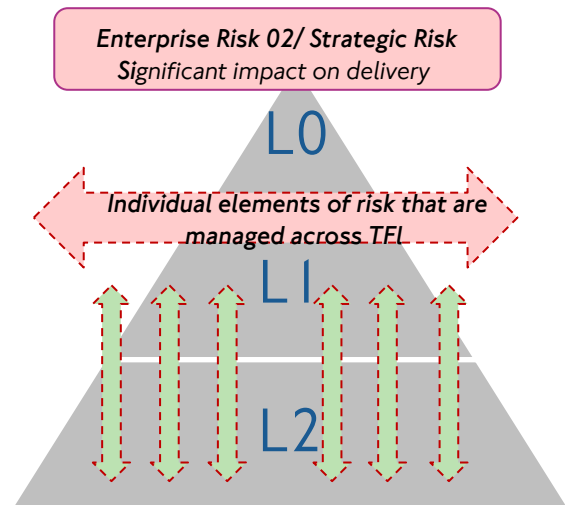 Enterprise Risk 02/ Strategic Risk
Significant impact on delivery
L0
Individual elements of risk that are
managed across TFl
L1
L2